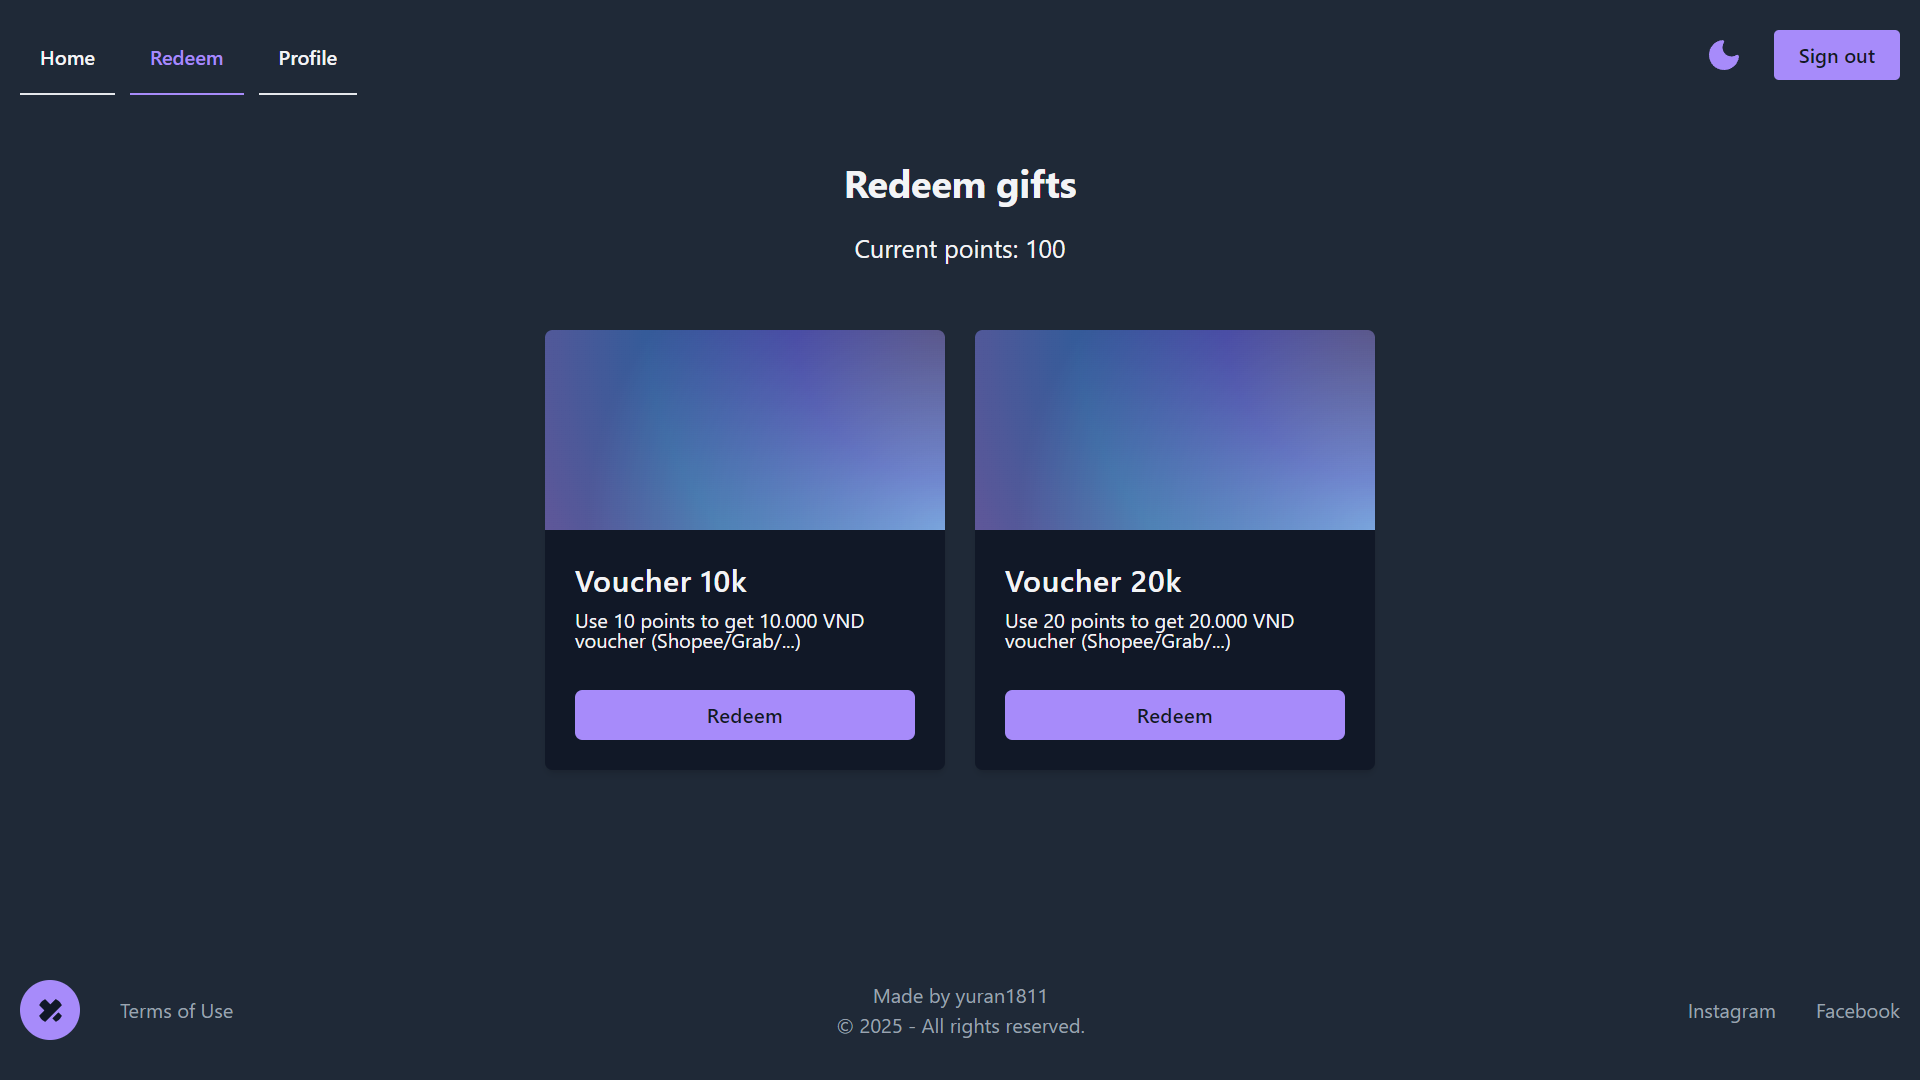 Home
Redeem
Profile
Sign out
Redeem gifts
Current points: 100
Voucher 10k
Use 10 points to get 10.000 VND
voucher (Shopee/Grab/...)
Redeem
Voucher 20k
Use 20 points to get 20.000 VND
voucher (Shopee/Grab/...)
Redeem
Terms of Use
Made by yuran1811
© 2025 - All rights reserved.
Instagram
Facebook